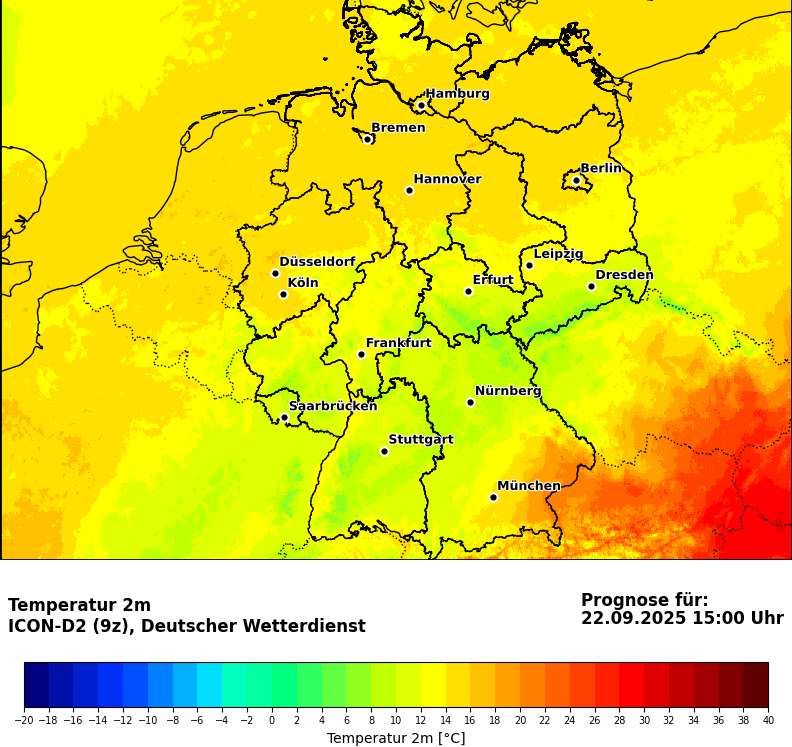 Hamburg
Bremen
Berlin
Hannover
Leipzig
Düsseldorf
Dresden
Köln
Erfurt
Frankfurt
Nürnberg
Saarbrücken
Stuttgart
München
Temperatur 2m
ICON-D2 (9z), Deutscher Wetterdienst
Prognose für:
22.09.2025 15:00 Uhr
−20 −18 −16 −14 −12 −10 −8 −6 −4 −2 0 2 4 6 8 10 12 14 16 18 20 22 24 26 28 30 32 34 36 38 40
Temperatur 2m [°C]